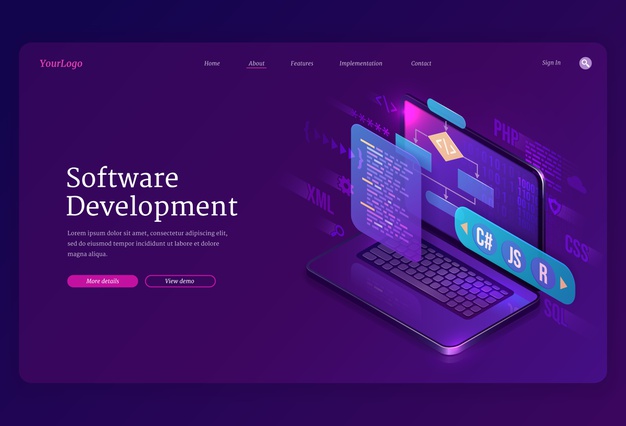 YourLogo
Home
About
Features
Implementation
Contact
Sign In
Software
Development
Lorem ipsum dolor sit amet, consectetur adipiscing elit,
sed do eiusmod tempor incididunt ut labore et dolore
magna aliqua.
More details
View demo
</>
*****
PHP
</>
XML
C#
JS
R
CSS
SQL